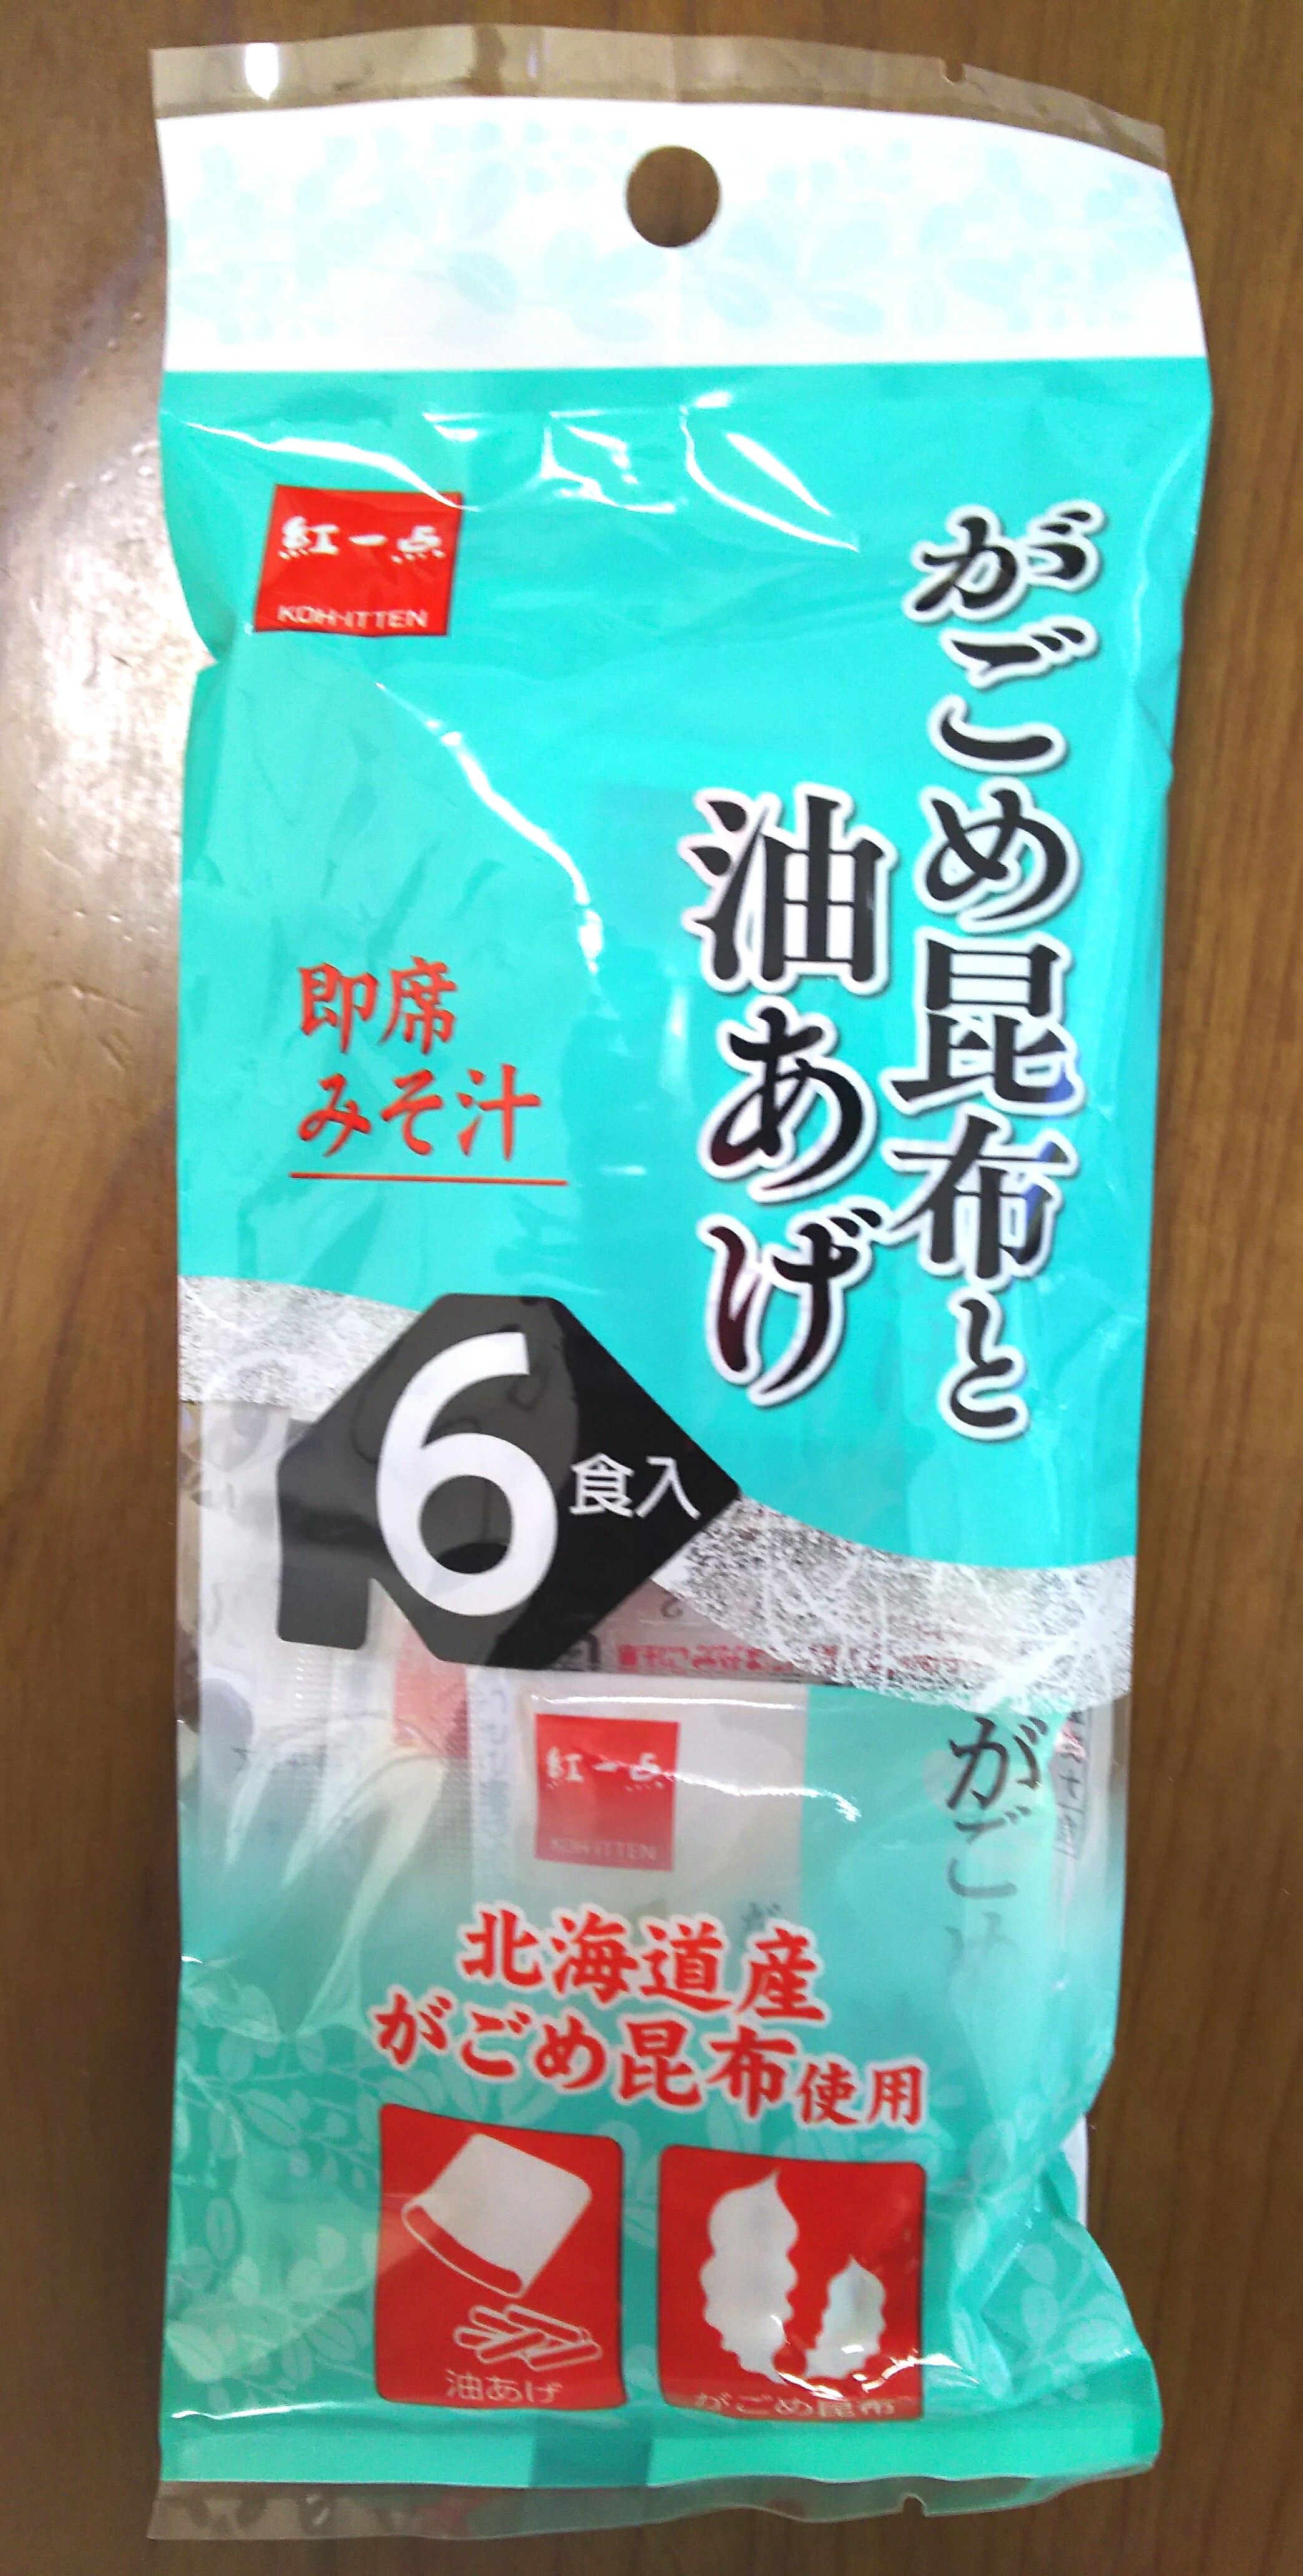 紅一点
KOH-ITTEN
がごめ昆布と
油あげ
即席
みそ汁
6食入
紅一点
KOH-ITTEN
がごめ
北海道産
がごめ昆布使用
油あげ
がごめ昆布